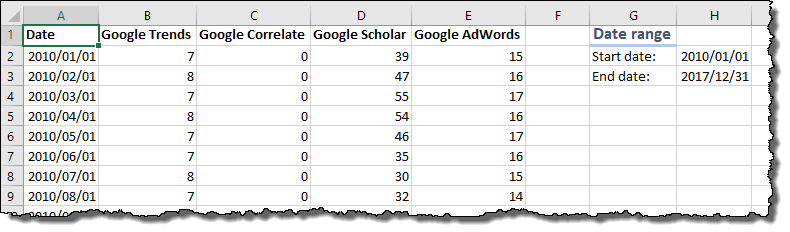 A B C D E F G H
1 Date Google Trends Google Correlate Google Scholar Google AdWords Date range
2 2010/01/01 7 0 39 15 Start date: 2010/01/01
3 2010/02/01 8 0 47 16 End date: 2017/12/31
4 2010/03/01 7 0 55 17
5 2010/04/01 8 0 54 16
6 2010/05/01 7 0 46 17
7 2010/06/01 7 0 35 16
8 2010/07/01 8 0 30 15
9 2010/08/01 7 0 32 14